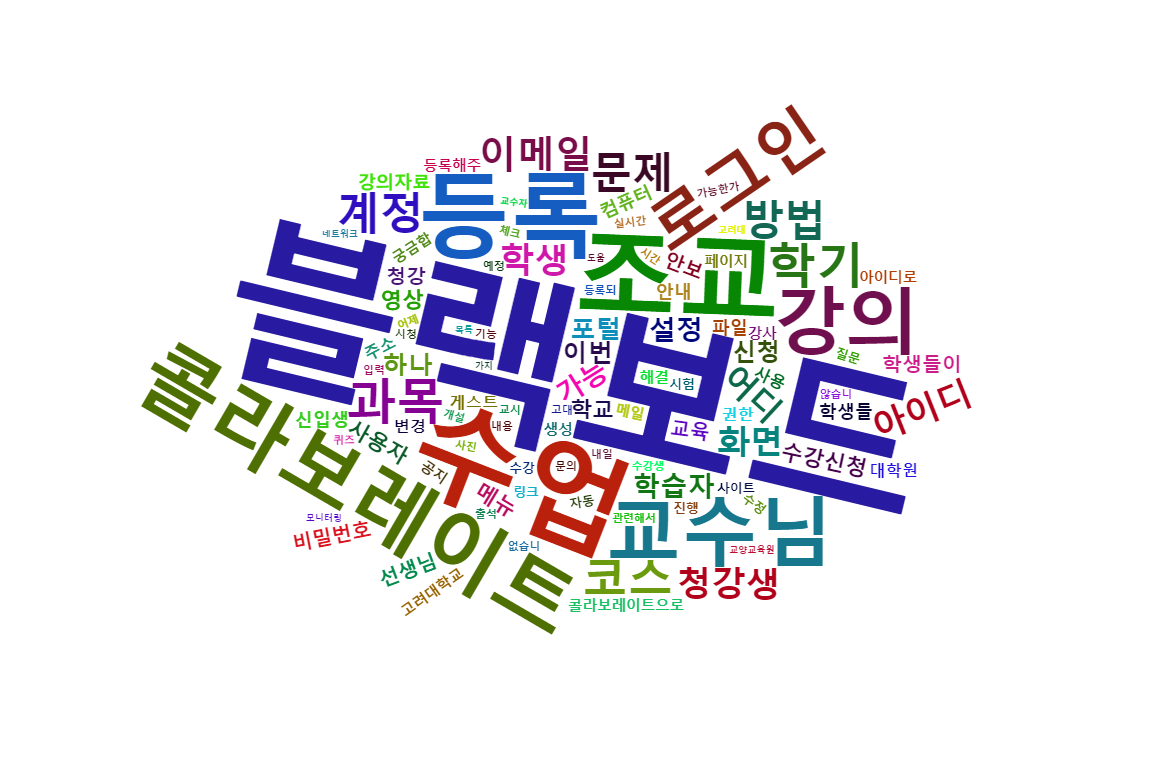 로그인
이메일
문제
등록해주
강의자료
등록
컴퓨터
가능한가
계정
교수자
실시간
방법
고려대
네트워크
궁금합
체크
학생
조교
학기
블랙보드
도움
시간
안보
페이지
예정
아이디로
청강
영상
등록되
안내
강의
어제
시청
목록
기능
포털
설정
파일
강사
주소
하나
가지
이번
신청
질문
학생들이
입력
가능
해결
시험
어디
사용
과목
게스트
교시
고대
학교
메일
권한
않습니
학생들
아이디
콜라보레이트
신입생
사용자
변경
개설
내용
생성
교육
화면
퀴즈
수업
사진
내일
수강신청
대학원
공지
수강
문의
수강생
메뉴
링크
자동
학습자
사이트
수정
출석
진행
관련해서
교수님
모니터링
비밀번호
없습니
교양교육원
선생님
고려대학교
코스
청강생
콜라보레이트으로